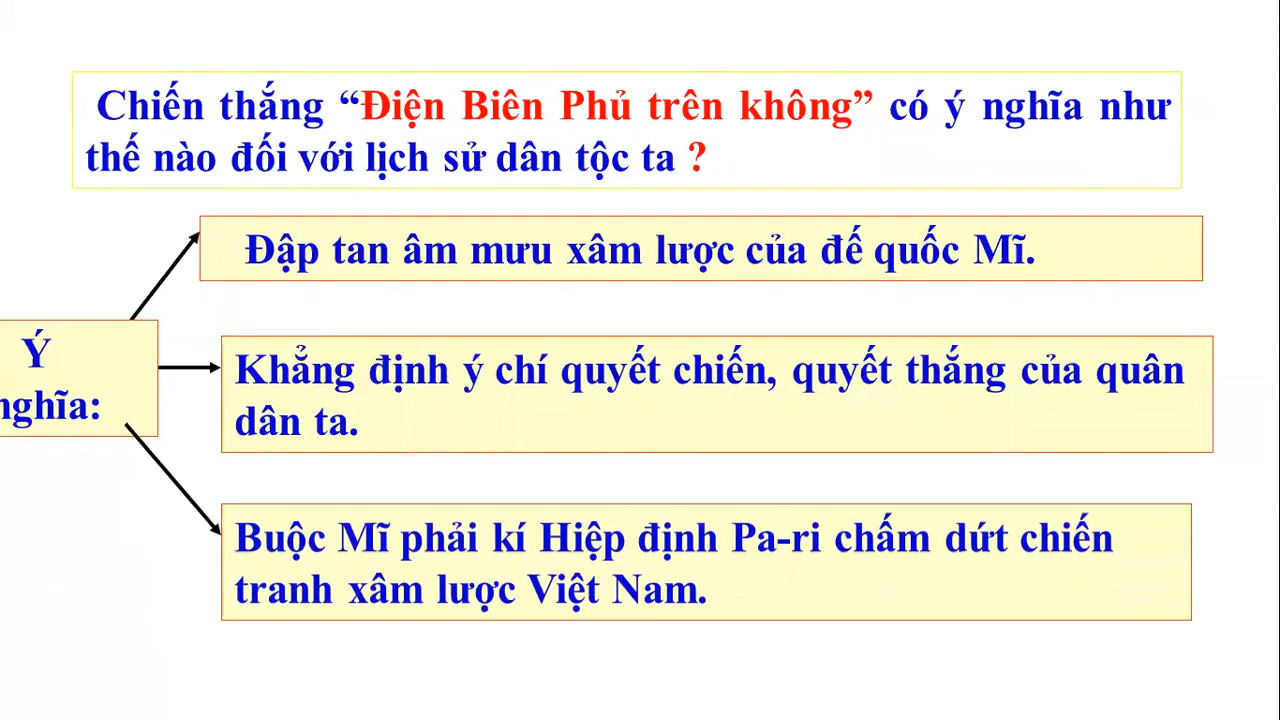 Chiến thắng “Điện Biên Phủ trên không” có ý nghĩa như
thế nào đối với lịch sử dân tộc ta ?
Đập tan âm mưu xâm lược của đế quốc Mĩ.
Ý
nghĩa:
Khẳng định ý chí quyết chiến, quyết thắng của quân
dân ta.
Buộc Mĩ phải kí Hiệp định Pa-ri chấm dứt chiến
tranh xâm lược Việt Nam.